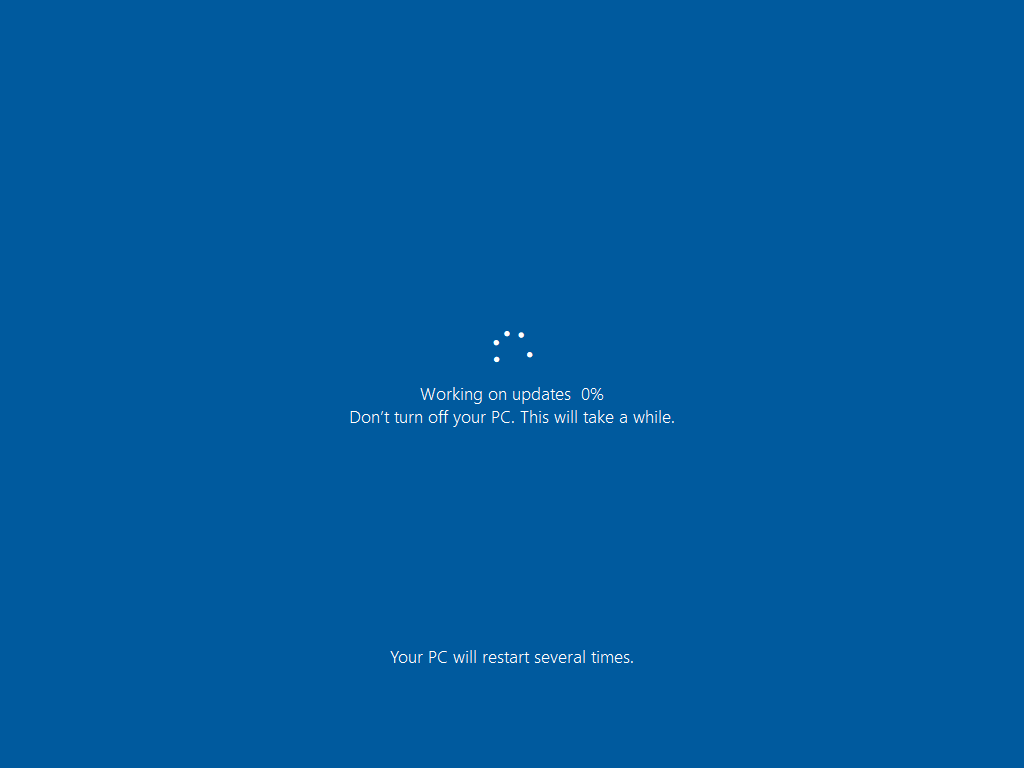 Working on updates  0%
Don’t turn off your PC. This will take a while.
Your PC will restart several times.